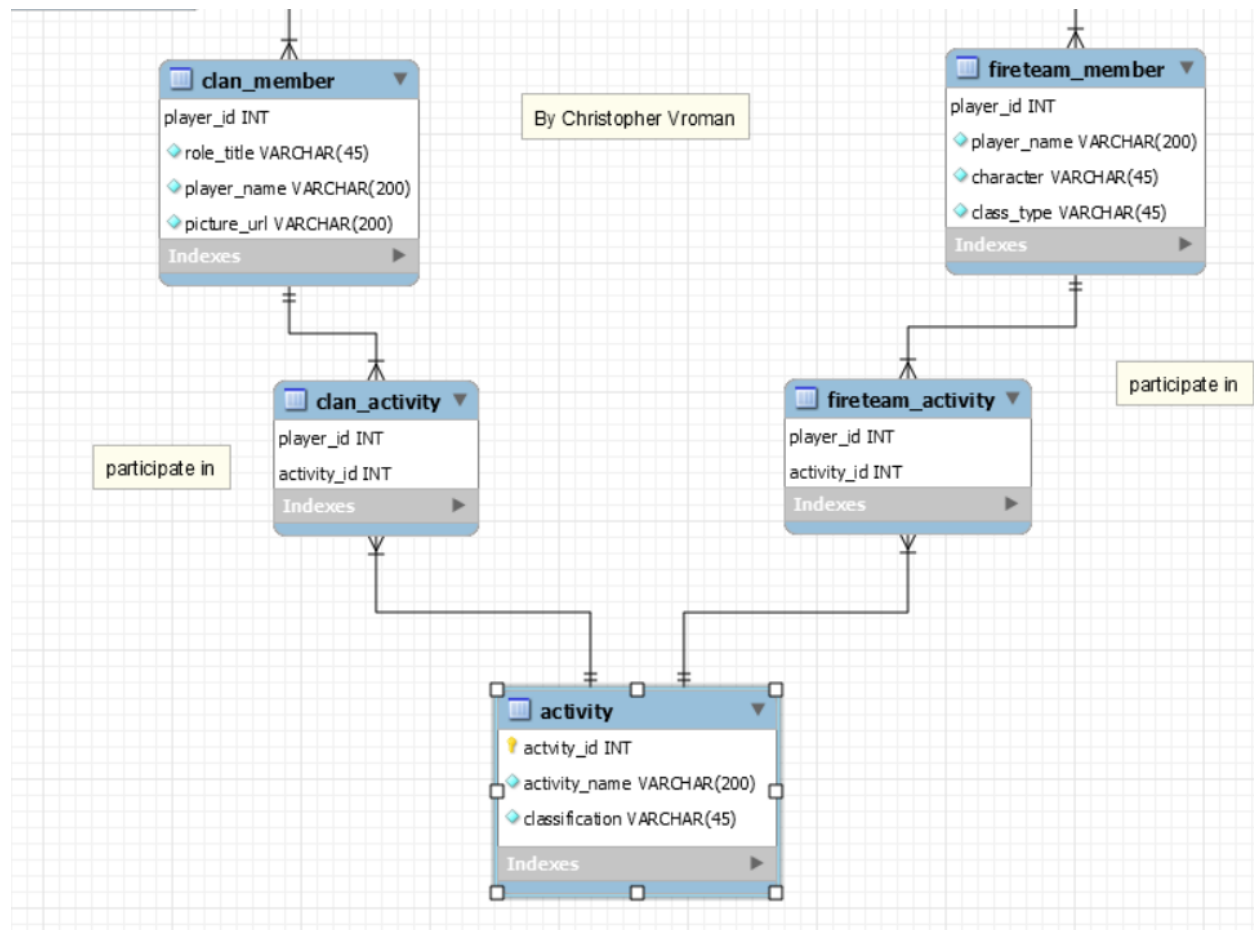 clan_member
player_id INT
role_title VARCHAR(45)
player_name VARCHAR(200)
picture_url VARCHAR(200)
Indexes
By Christopher Vroman
fireteam_member
player_id INT
player_name VARCHAR(200)
character VARCHAR(45)
class_type VARCHAR(45)
Indexes
participate in
clan_activity
player_id INT
activity_id INT
Indexes
fireteam_activity
player_id INT
activity_id INT
Indexes
participate in
activity
actvity_id INT
activity_name VARCHAR(200)
classification VARCHAR(45)
Indexes